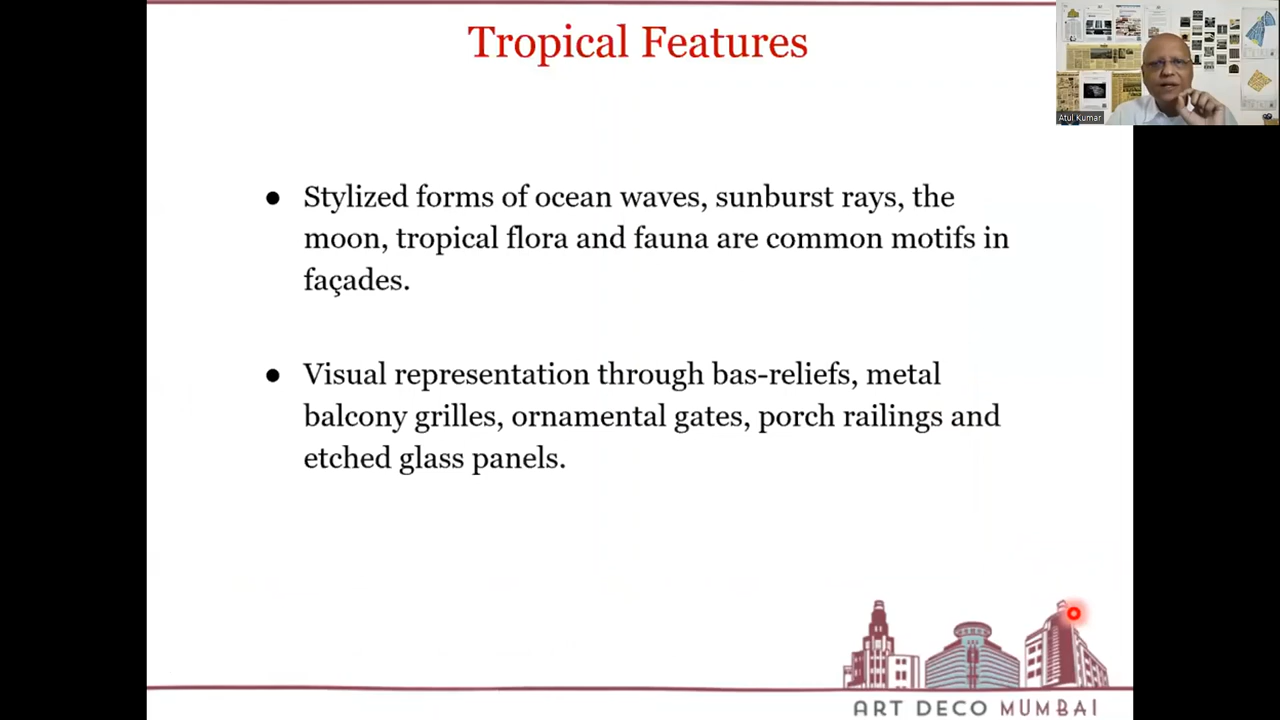 Tropical Features
Atul Kumar
● Stylized forms of ocean waves, sunburst rays, the
moon, tropical flora and fauna are common motifs in
façades.
● Visual representation through bas-reliefs, metal
balcony grilles, ornamental gates, porch railings and
etched glass panels.
ART DECO MUMBAI